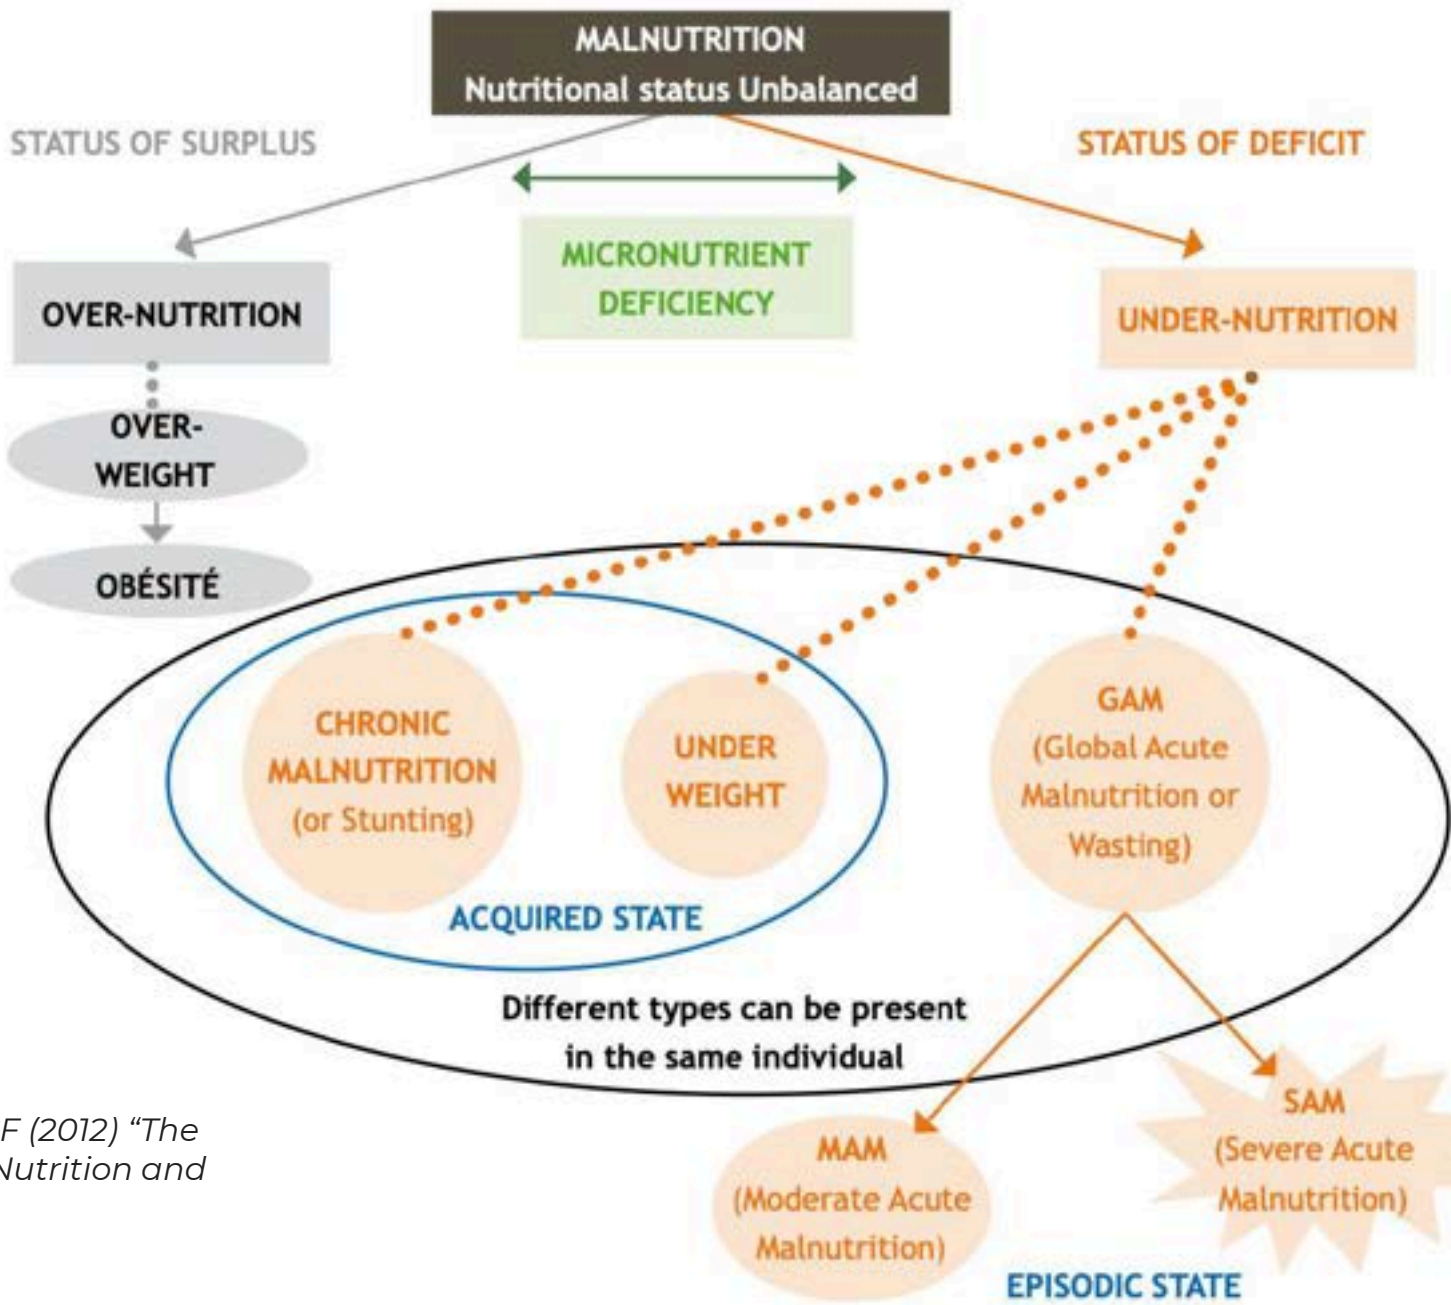 MALNUTRITION
Nutritional status Unbalanced
STATUS OF SURPLUS
STATUS OF DEFICIT
MICRONUTRIENT
DEFICIENCY
OVER-NUTRITION
UNDER-NUTRITION
OVER-
WEIGHT
OBÉSITÉ
CHRONIC
MALNUTRITION
(or Stunting)
UNDER
WEIGHT
GAM
(Global Acute
Malnutrition or
Wasting)
ACQUIRED STATE
Different types can be present
in the same individual
F (2012) “The
Nutrition and
MAM
(Moderate Acute
Malnutrition)
SAM
(Severe Acute
Malnutrition)
EPISODIC STATE